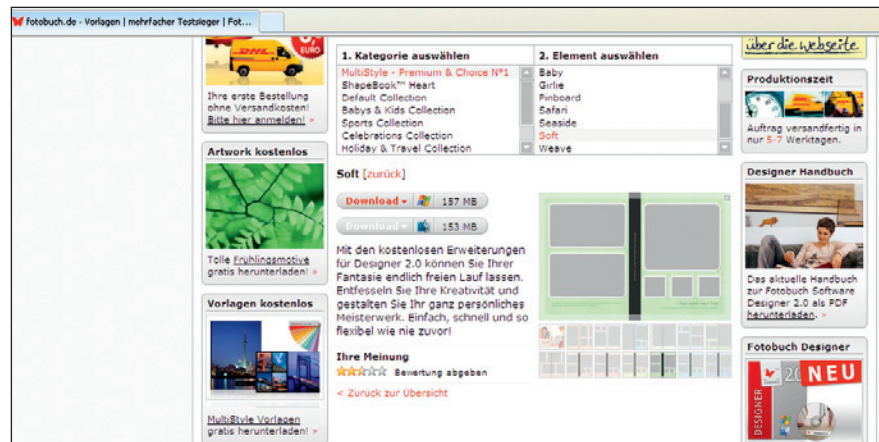 fotobuch.de - Vorlagen | mehrfacher Testsieger | Fot...
DHL
EURO
Ihre erste Bestellung
ohne Versandkosten!
Bitte hier anmelden! »
Artwork kostenlos
Tolle Frühlingsmotive
gratis herunterladen! »
Vorlagen kostenlos
MultiStyle Vorlagen
gratis herunterladen! »
1. Kategorie auswählen
MultiStyle - Premium & Choice N°1
ShapeBook™ Heart
Default Collection
Babys & Kids Collection
Sports Collection
Celebrations Collection
Holiday & Travel Collection
2. Element auswählen
Baby
Girlie
Pinboard
Safari
Seaside
Soft
Weave
Soft [zurück]
Download 157 MB
Download 153 MB
Mit den kostenlosen Erweiterungen
für Designer 2.0 können Sie Ihrer
Fantasie endlich freien Lauf lassen.
Entfesseln Sie Ihre Kreativität und
gestalten Sie Ihr ganz persönliches
Meisterwerk. Einfach, schnell und so
flexibel wie nie zuvor!
Ihre Meinung
Bewertung abgeben
< Zurück zur Übersicht
über die Webseite
Produktionszeit
Auftrag versandfertig in
nur 5-7 Werktagen.
Designer Handbuch
Das aktuelle Handbuch
zur Fotobuch Software
Designer 2.0 als PDF
herunterladen. »
Fotobuch Designer
2.0 NEU
DESIGNER